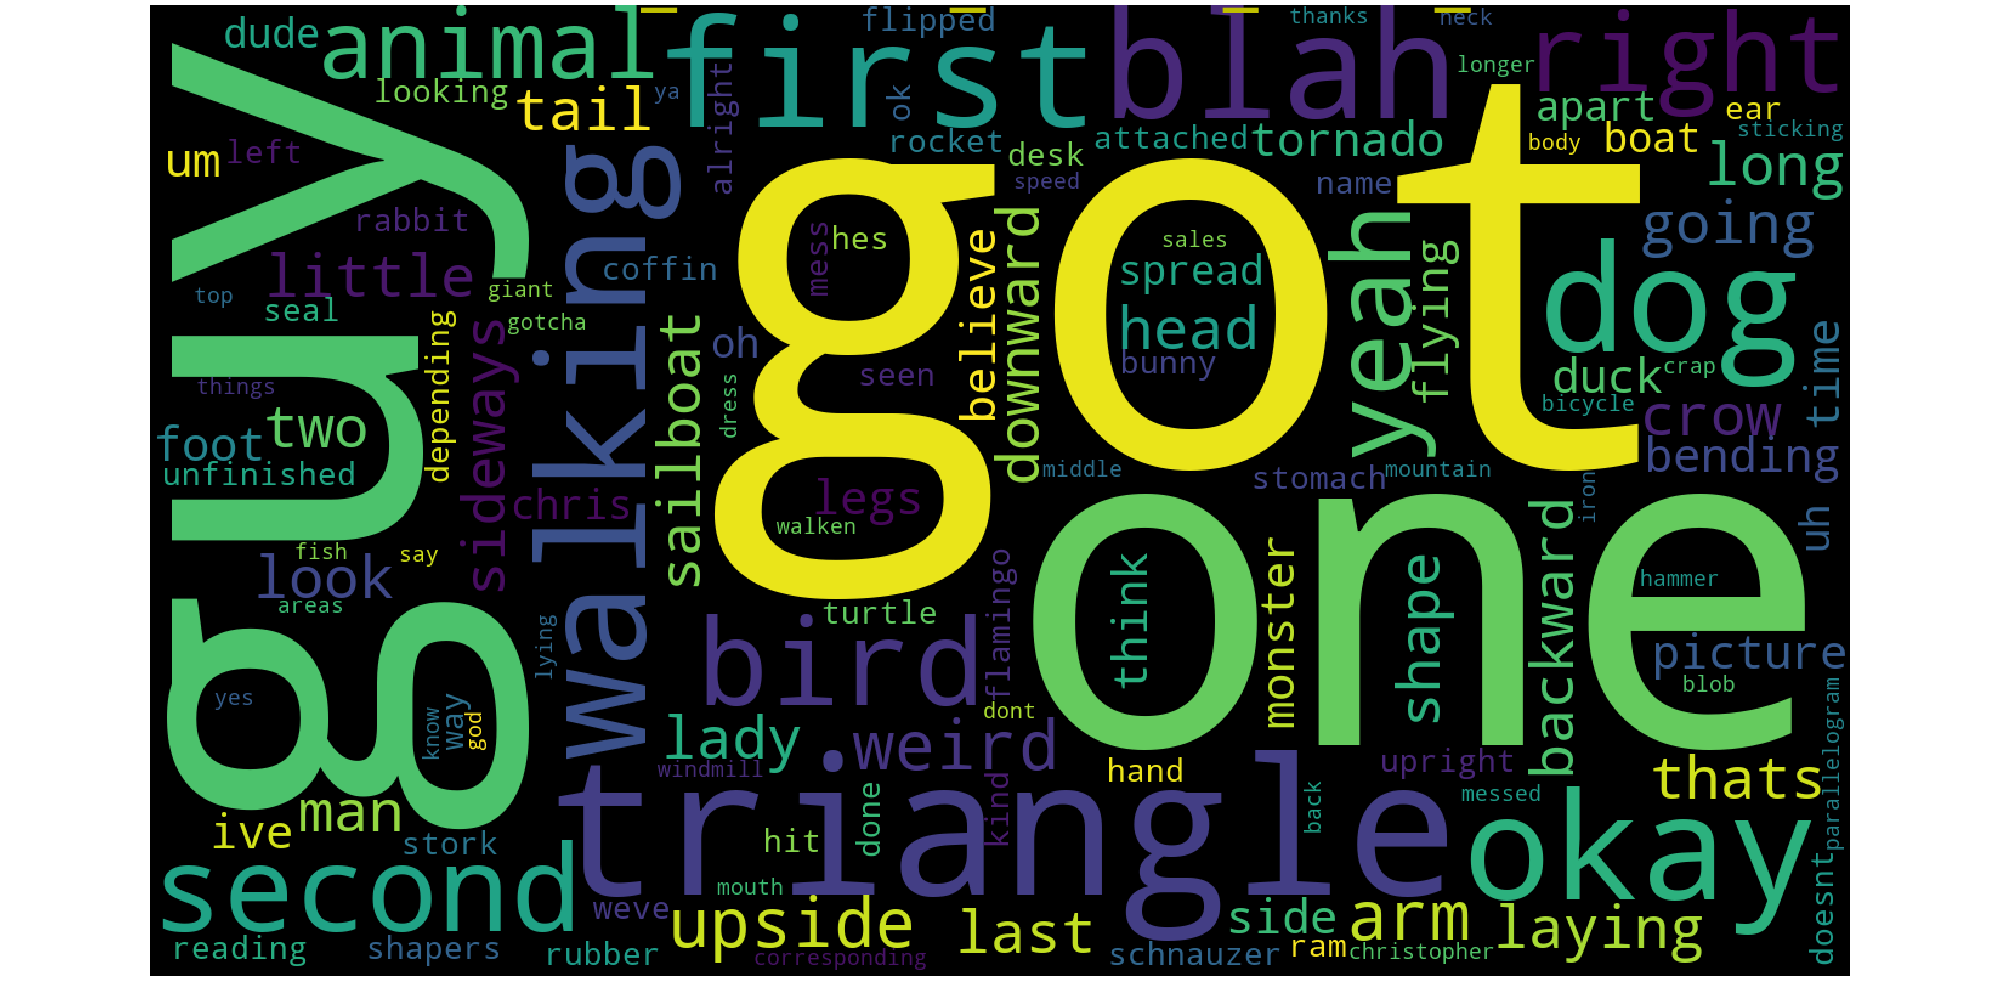 dude
animal
first
flipped
blah
thanks
neck
right
looking
tail
ya
alright
ok
rocket
attached
tornado
longer
apart
ear
sticking
body
boat
long
um
left
guy
walking
got
desk
speed
name
going
rabbit
little
coffin
mess
hes
believe
downward
sales
spread
head
bunny
yeah
flying
dog
top
seal
giant
gotcha
depending
sideways
sailboat
oh
seen
dress
duck
crap
time
things
two
foot
unfinished
bicycle
crow
bending
middle
stomach
mountain
iron
uh
chris
legs
walken
one
fish
say
look
areas
lying
turtle
flamingo
think
monster
shape
backward
hammer
picture
blob
yes
know
way
god
bird
dont
df
lady
weird
windmill
triangle
hand
upright
thats
parallelogram
man
ive
stork
hit
done
kind
back
messed
okay
second
mouth
weve
upside
last
side
arm
laying
doesnt
reading
shapers
rubber
corresponding
schnauzer
ram
christopher